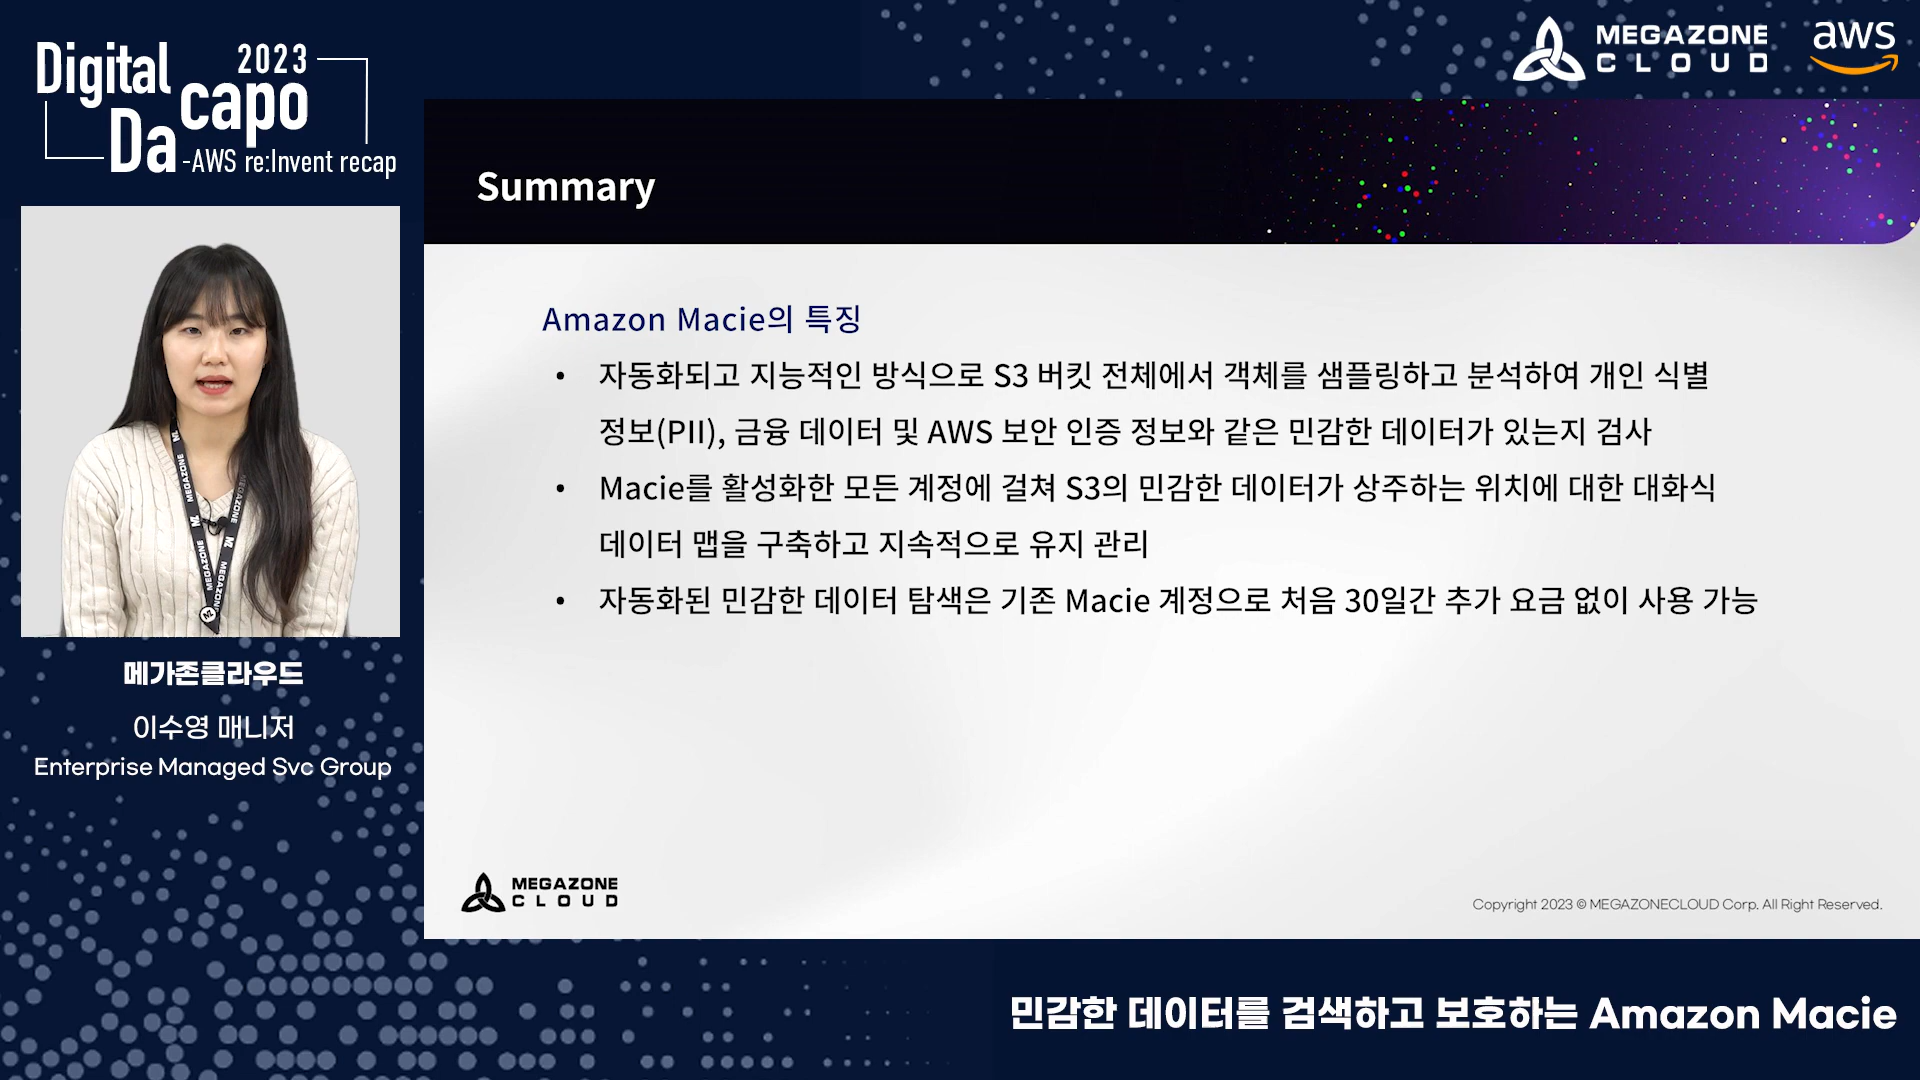 2023
Digital
Da capo
-AWS re:Invent recap
MEGAZONE
CLOUD
aws
Summary
Amazon Macie의 특징
• 자동화되고 지능적인 방식으로 S3 버킷 전체에서 객체를 샘플링하고 분석하여 개인 식별
정보(PII), 금융 데이터 및 AWS 보안 인증 정보와 같은 민감한 데이터가 있는지 검사
• Macie를 활성화한 모든 계정에 걸쳐 S3의 민감한 데이터가 상주하는 위치에 대한 대화식
데이터 맵을 구축하고 지속적으로 유지 관리
• 자동화된 민감한 데이터 탐색은 기존 Macie 계정으로 처음 30일간 추가 요금 없이 사용 가능
MEGAZONE
MEGAZONE
MEGAZONE
MEGAZONE
메가존클라우드
이수영 매니저
Enterprise Managed Svc Group
MEGAZONE
CLOUD
Copyright 2023 © MEGAZONECLOUD Corp. All Right Reserved.
민감한 데이터를 검색하고 보호하는 Amazon Macie